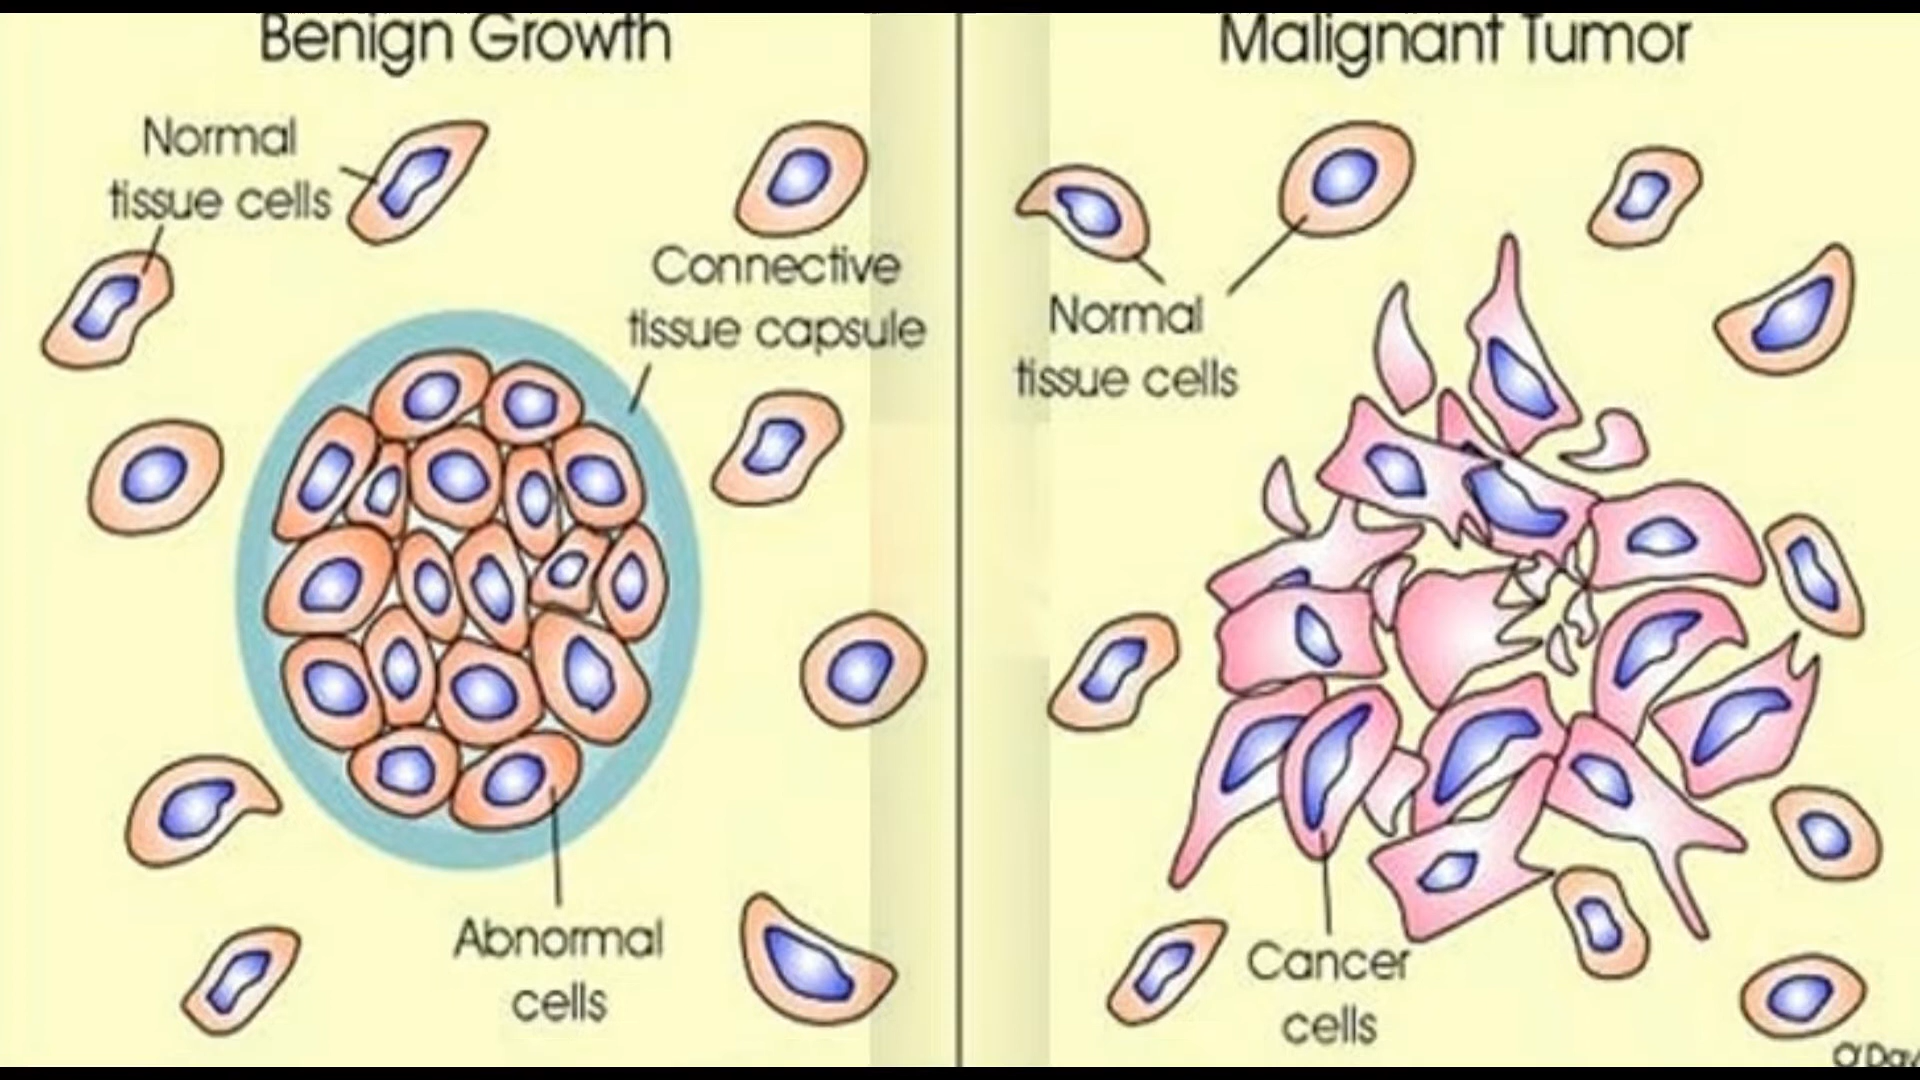 Benign Growth
Normal
tissue cells
Connective
tissue capsule
Abnormal
cells
Malignant Tumor
Normal
tissue cells
Cancer
cells